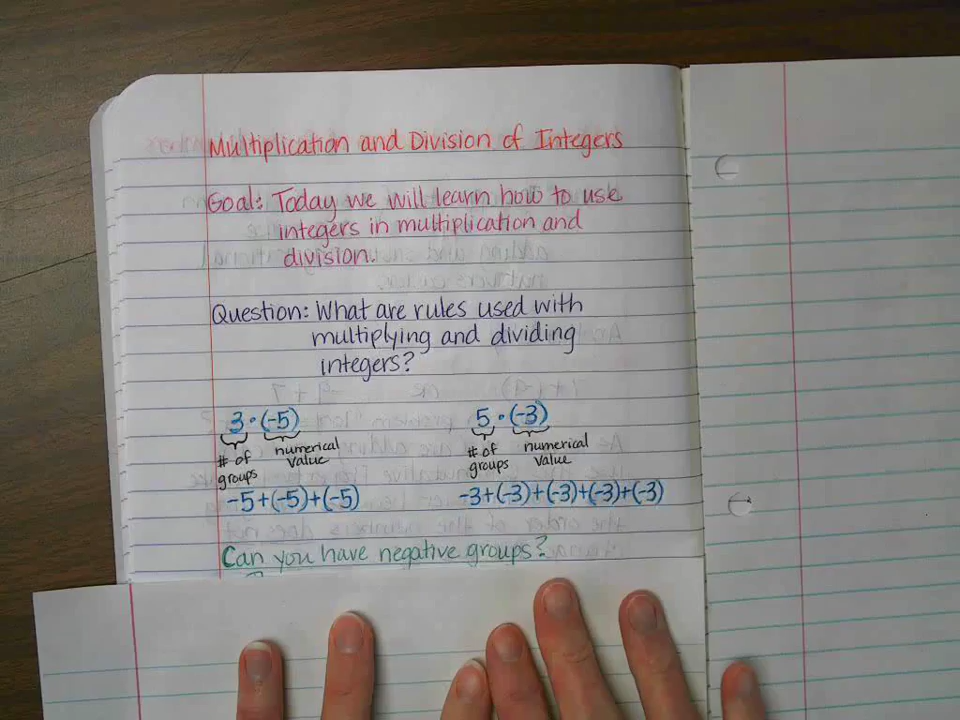 Multiplication and Division of Integers
Goal: Today we will learn how to use
integers in multiplication and
division.
Question: What are rules used with
multiplying and dividing
integers?
3 · (-5) 5 · (-3)
# of groups numerical value # of groups numerical value
-5+(-5)+(-5) -3+(-3)+(-3)+(-3)+(-3)
Can you have negative groups?